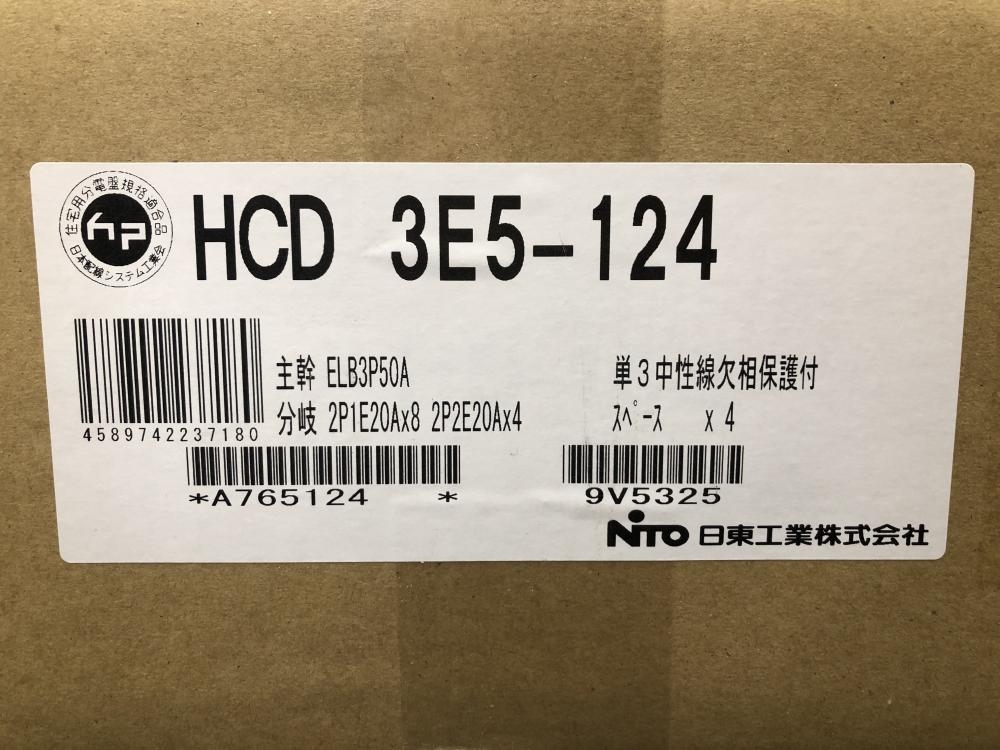 住宅用分電盤規格適合品
hP
日本配線システム工業会
HCD 3E5-124
主幹 ELB3P50A
単3中性線欠相保護付
分岐 2P1E20Ax8 2P2E20Ax4
ｽﾍﾟｰｽ x 4
4589742237180
*A765124 *
9V5325
NiTO 日東工業株式会社